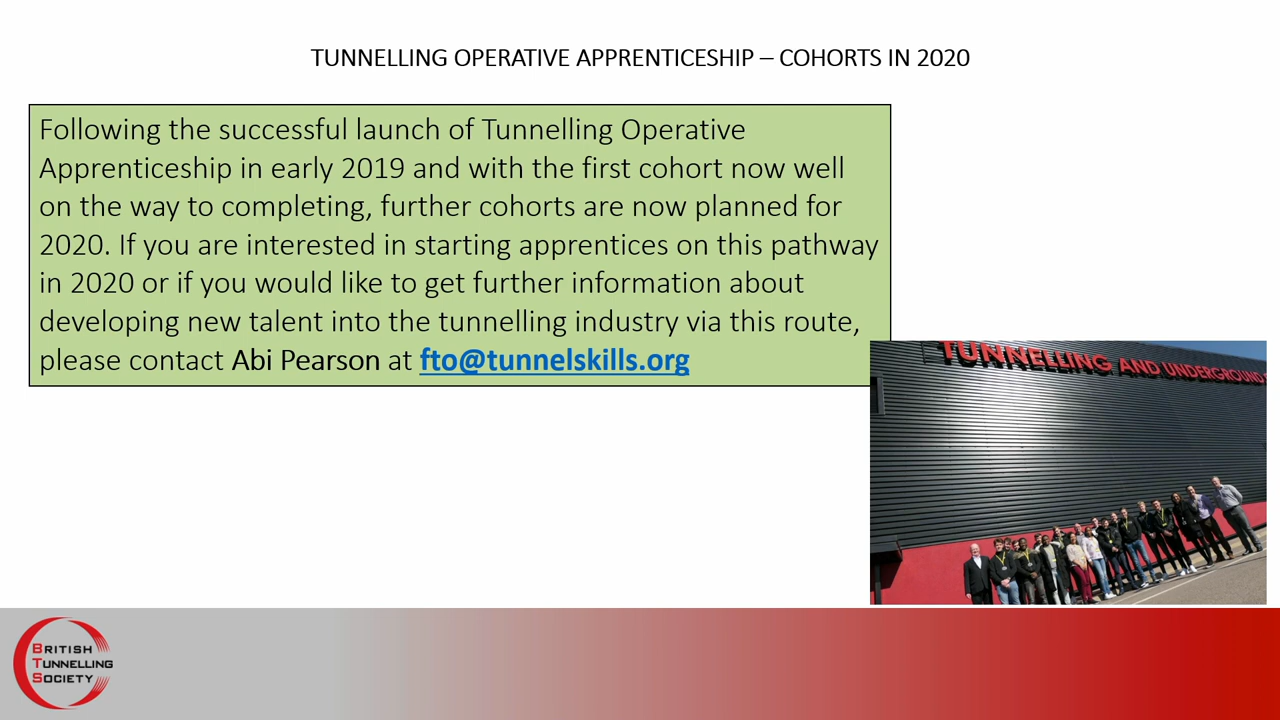 TUNNELLING OPERATIVE APPRENTICESHIP – COHORTS IN 2020
Following the successful launch of Tunnelling Operative
Apprenticeship in early 2019 and with the first cohort now well
on the way to completing, further cohorts are now planned for
2020. If you are interested in starting apprentices on this pathway
in 2020 or if you would like to get further information about
developing new talent into the tunnelling industry via this route,
please contact Abi Pearson at fto@tunnelskills.org
TUNNELLING AND UNDERGROUND
BRITISH
TUNNELLING
SOCIETY